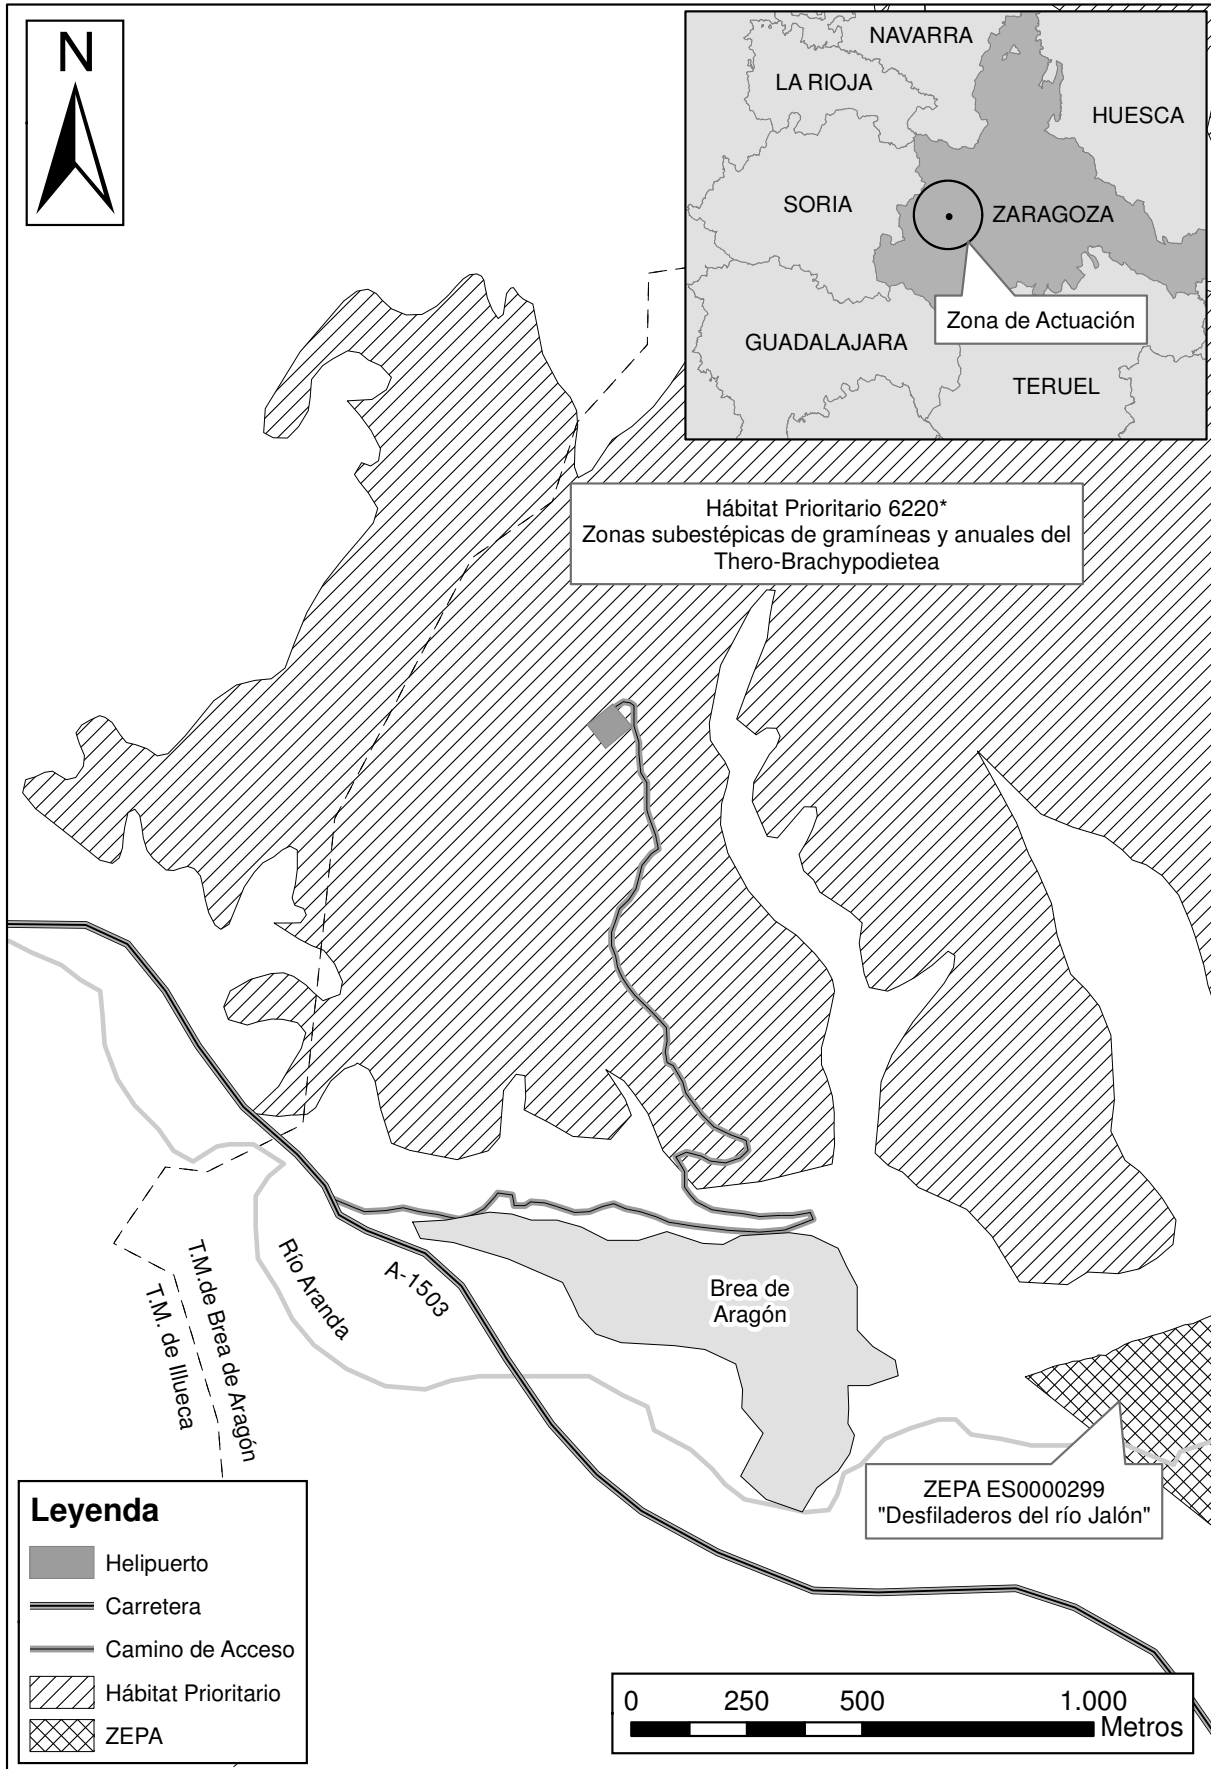 N
NAVARRA
LA RIOJA
HUESCA
SORIA
ZARAGOZA
Zona de Actuación
GUADALAJARA
TERUEL
Hábitat Prioritario 6220*
Zonas subestépicas de gramíneas y anuales del
Thero-Brachypodietea
T.M.de Brea de Aragón
T.M. de Illueca
Río Aranda
A-1503
Brea de
Aragón
ZEPA ES0000299
"Desfiladeros del río Jalón"
Leyenda
Helipuerto
Carretera
Camino de Acceso
Hábitat Prioritario
ZEPA
0 250 500 1.000
Metros